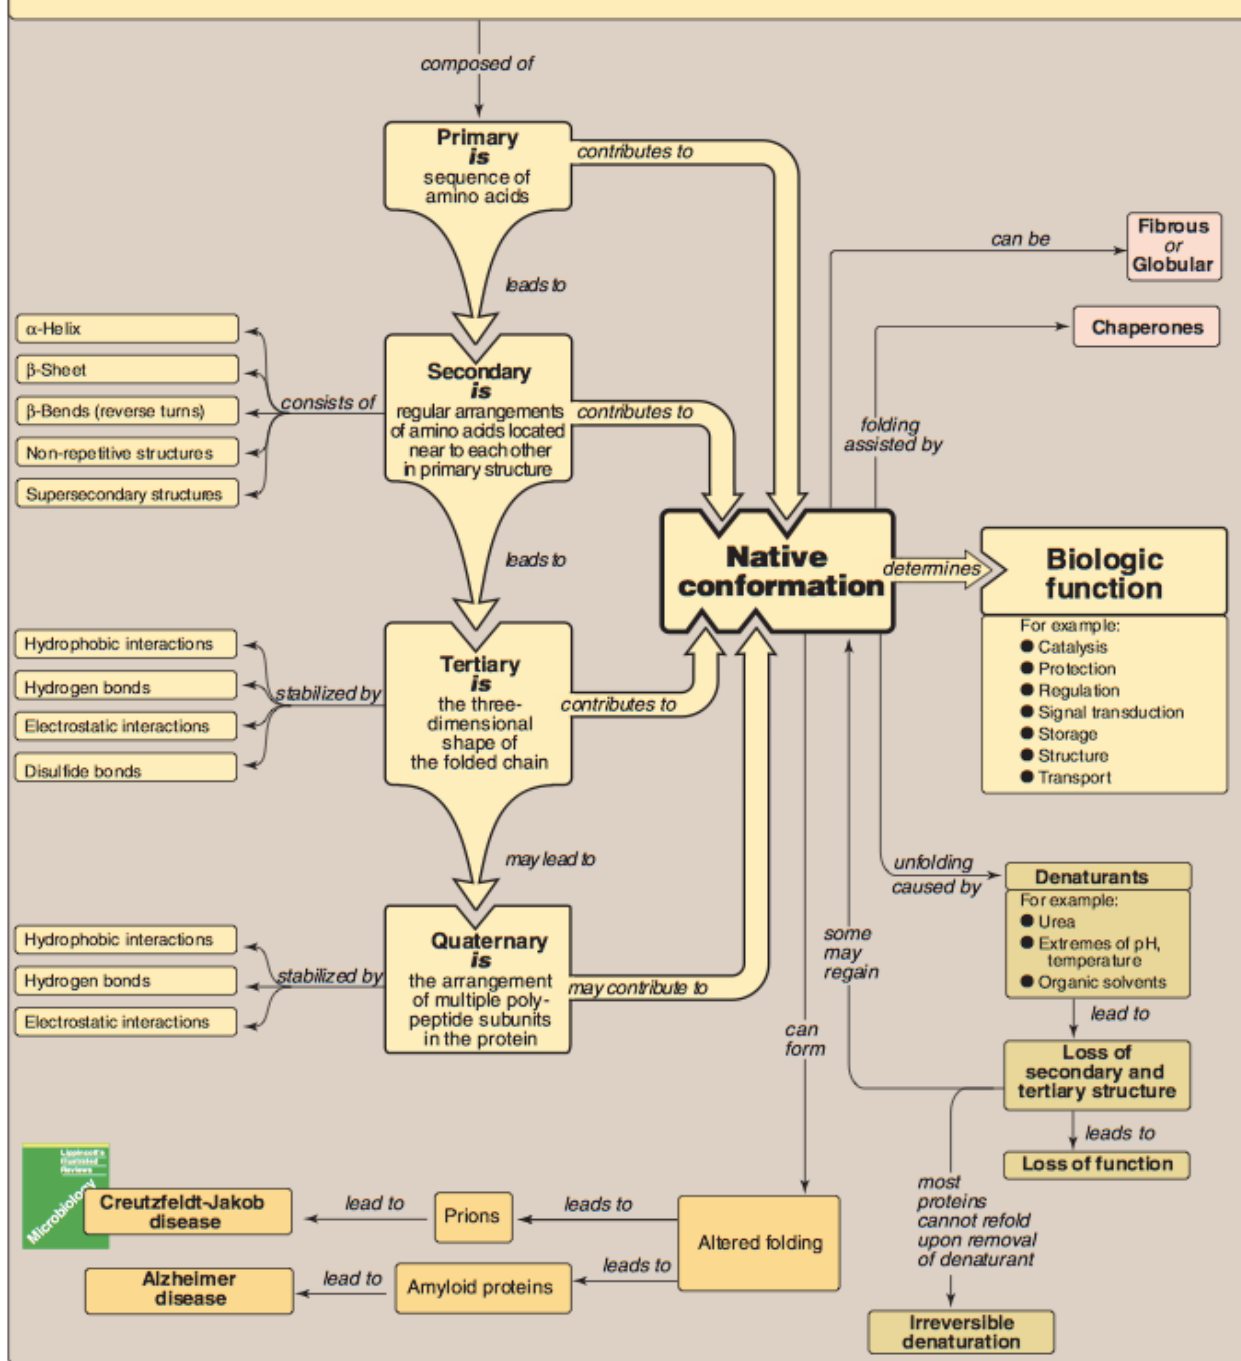 composed of
Primary
is
sequence of
amino acids
contributes to
leads to
can be
Fibrous
or
Globular
Chaperones
folding
assisted by
α-Helix
β-Sheet
β-Bends (reverse turns)
Non-repetitive structures
Supersecondary structures
consists of
Secondary
is
regular arrangements
of amino acids located
near to each other
in primary structure
contributes to
leads to
Native
conformation
determines
Biologic
function
For example:
● Catalysis
● Protection
● Regulation
● Signal transduction
● Storage
● Structure
● Transport
Hydrophobic interactions
Hydrogen bonds
Electrostatic interactions
Disulfide bonds
stabilized by
Tertiary
is
the three-
dimensional
shape of
the folded chain
contributes to
may lead to
unfolding
caused by
Denaturants
For example:
● Urea
● Extremes of pH,
temperature
● Organic solvents
Hydrophobic interactions
Hydrogen bonds
Electrostatic interactions
stabilized by
Quaternary
is
the arrangement
of multiple poly-
peptide subunits
in the protein
may contribute to
some
may
regain
can
form
lead to
Loss of
secondary and
tertiary structure
leads to
Loss of function
most
proteins
cannot refold
upon removal
of denaturant
Irreversible
denaturation
Lippincott's
Illustrated
Reviews
Microbiology
Creutzfeldt-Jakob
disease
lead to
Prions
leads to
Altered folding
Alzheimer
disease
lead to
Amyloid proteins
leads to